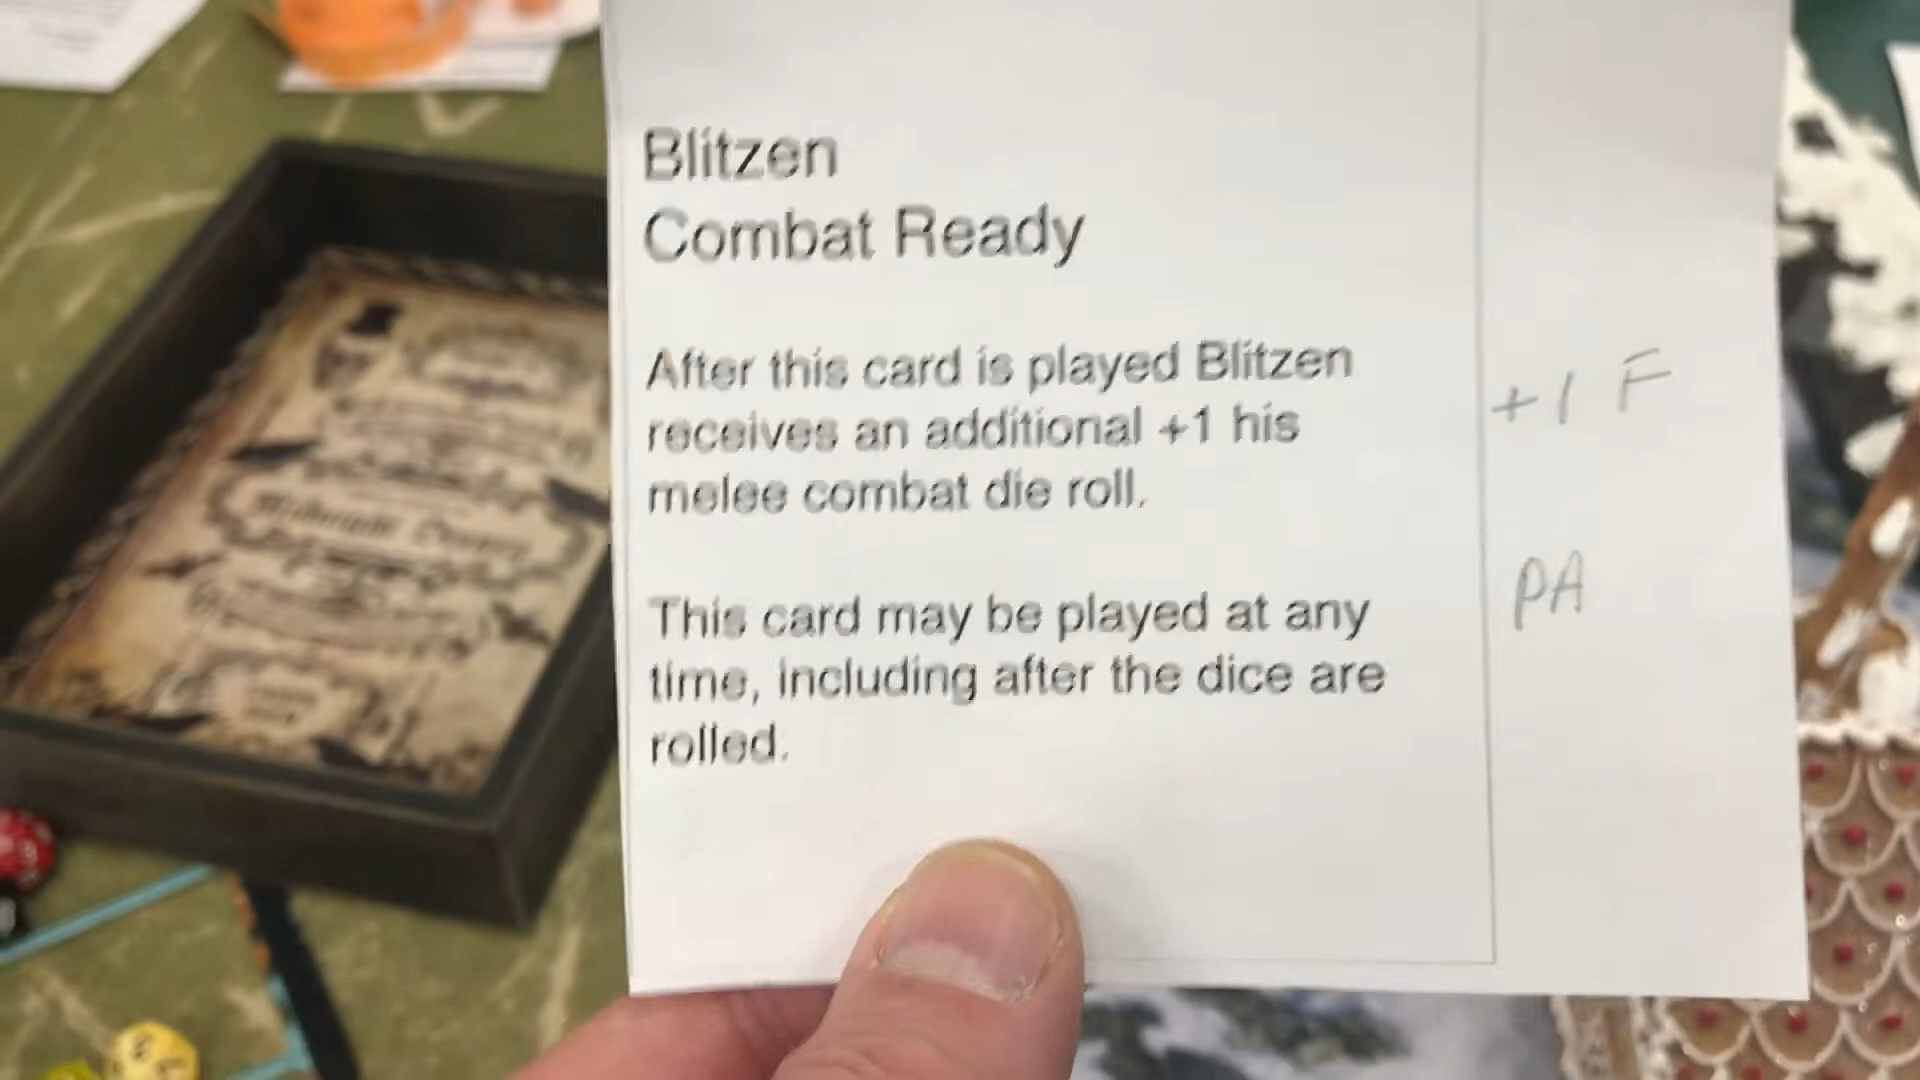 Blitzen
Combat Ready
After this card is played Blitzen
receives an additional +1 his
melee combat die roll.
This card may be played at any
time, including after the dice are
rolled.
+1 F
PA